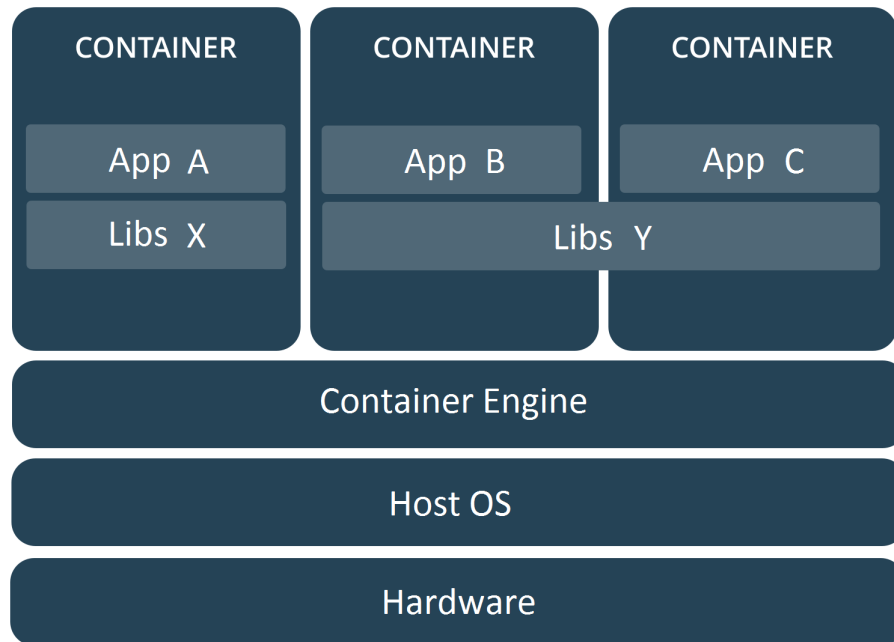 CONTAINER CONTAINER CONTAINER
App A App B App C
Libs X Libs Y
Container Engine
Host OS
Hardware